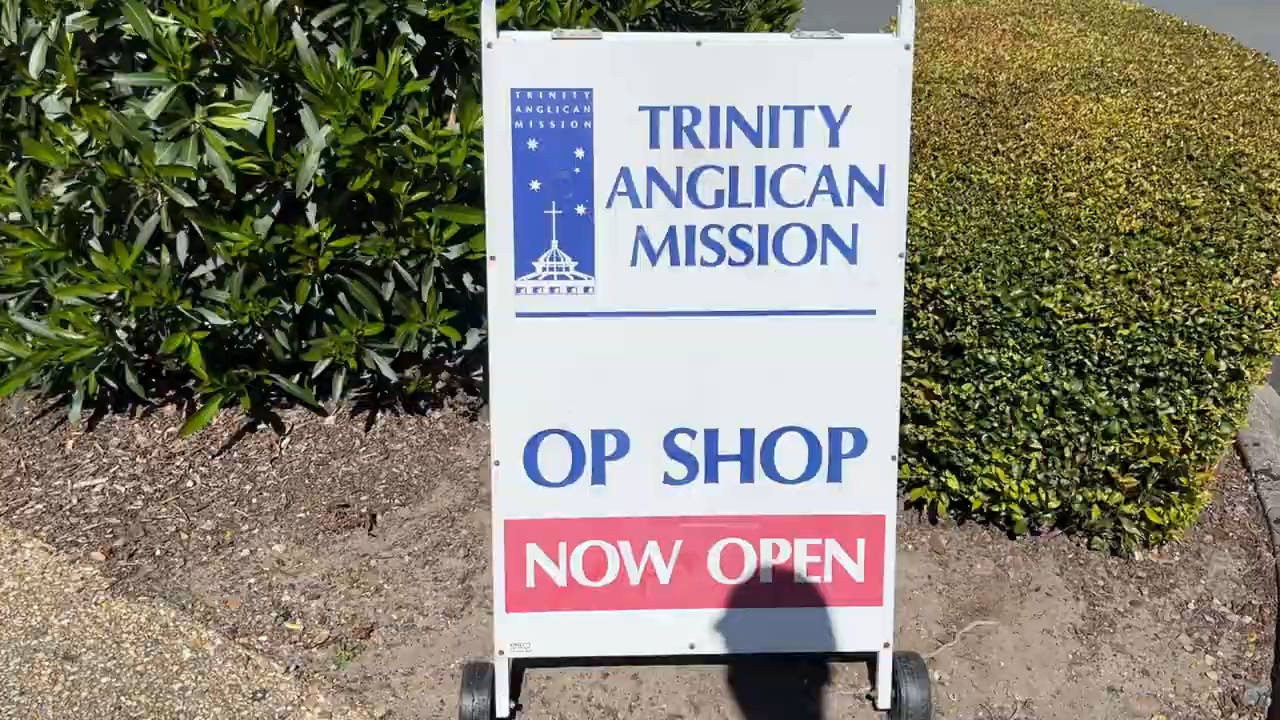 TRINITY
ANGLICAN
MISSION
TRINITY
ANGLICAN
MISSION
OP SHOP
NOW OPEN